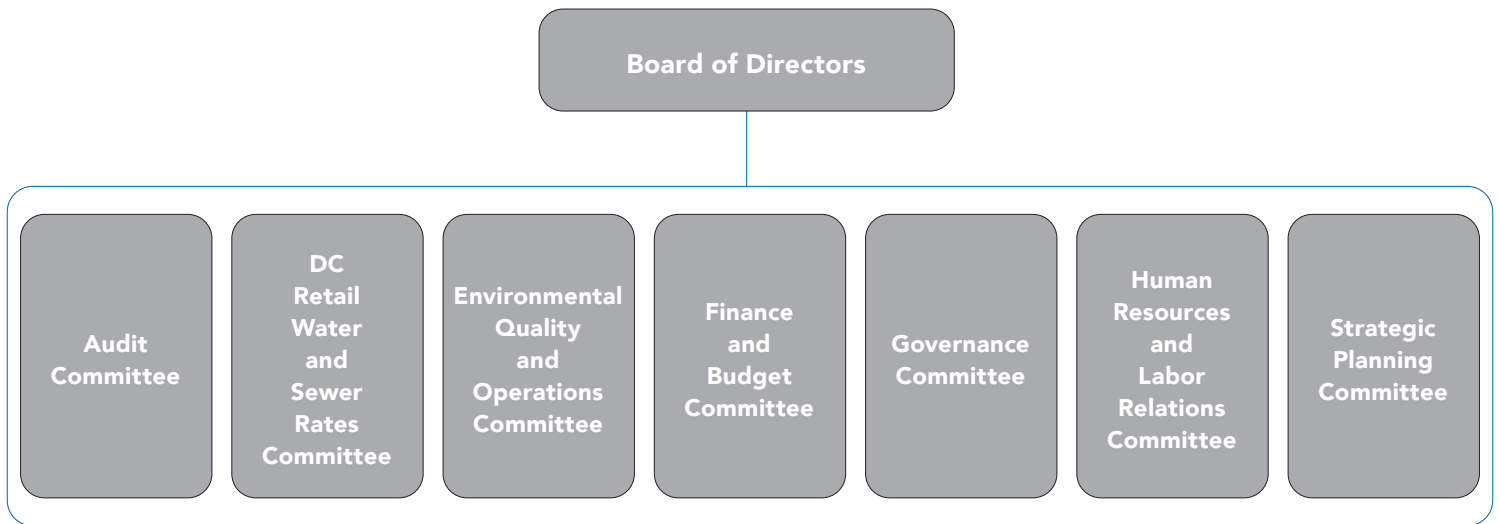 Board of Directors
Audit
Committee
DC
Retail
Water
and
Sewer
Rates
Committee
Environmental
Quality
and
Operations
Committee
Finance
and
Budget
Committee
Governance
Committee
Human
Resources
and
Labor
Relations
Committee
Strategic
Planning
Committee